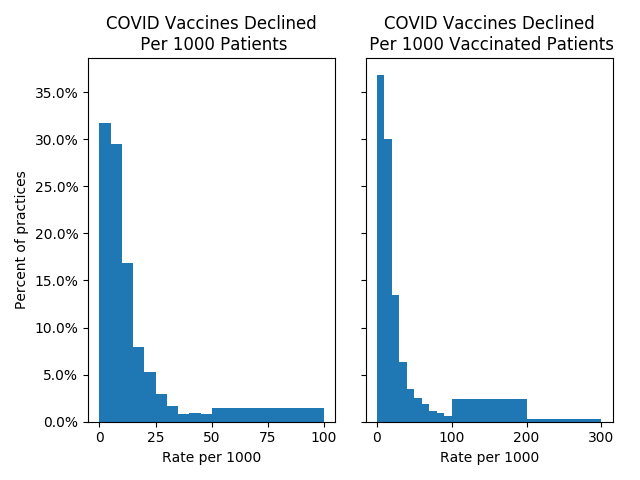 COVID Vaccines Declined
Per 1000 Patients
COVID Vaccines Declined
Per 1000 Vaccinated Patients
Percent of practices
35.0%
30.0%
25.0%
20.0%
15.0%
10.0%
5.0%
0.0%
0 25 50 75 100
0 100 200 300
Rate per 1000
Rate per 1000